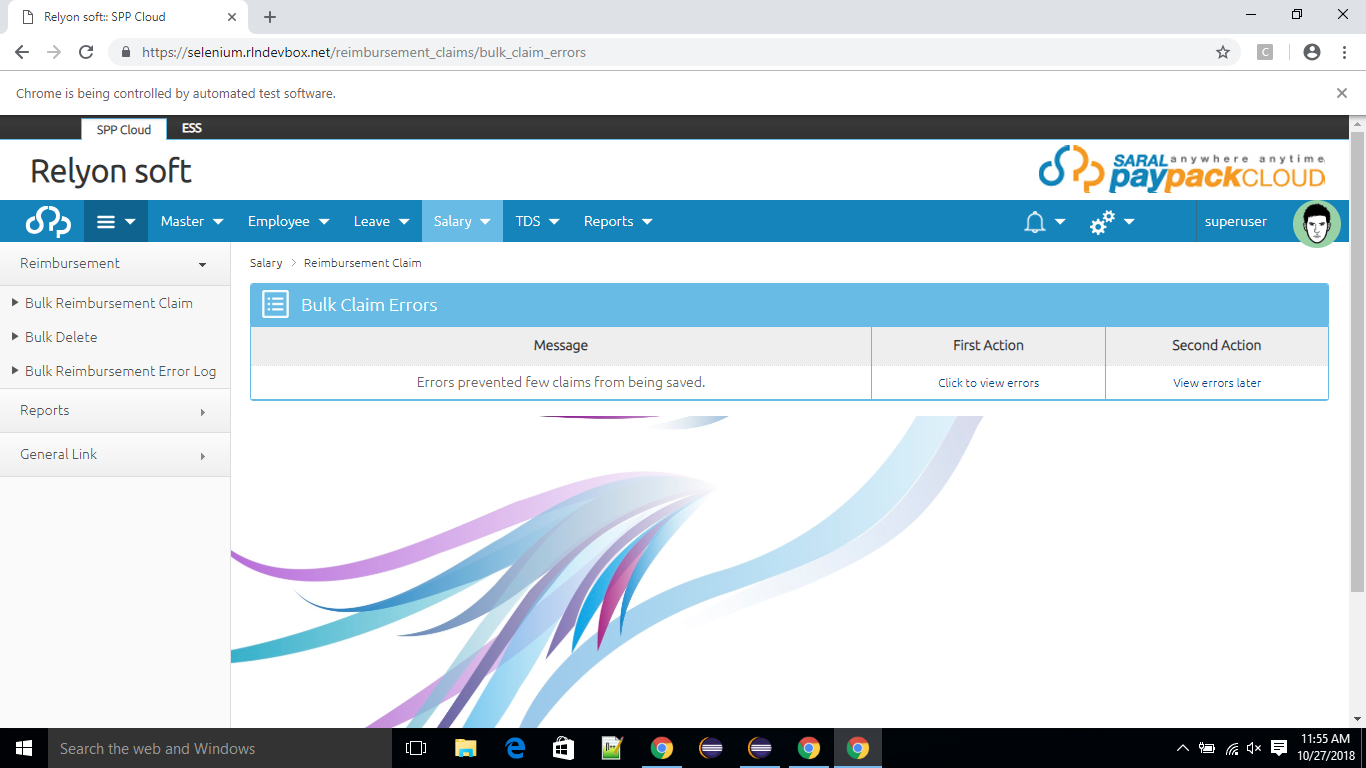 Relyon soft:: SPP Cloud
https://selenium.rlndevbox.net/reimbursement_claims/bulk_claim_errors
C
Chrome is being controlled by automated test software.
SPP Cloud ESS
Relyon soft
SARAL anywhere anytime
paypackCLOUD
Master Employee Leave Salary TDS Reports superuser
Reimbursement
Bulk Reimbursement Claim
Bulk Delete
Bulk Reimbursement Error Log
Reports
General Link
Salary > Reimbursement Claim
Bulk Claim Errors
Message First Action Second Action
Errors prevented few claims from being saved. Click to view errors View errors later
Search the web and Windows
11:55 AM
10/27/2018